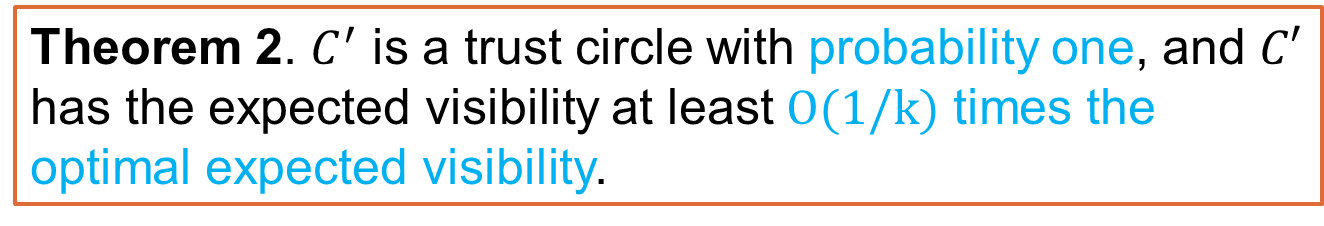 Theorem 2. C′ is a trust circle with probability one, and C′
has the expected visibility at least O(1/k) times the
optimal expected visibility.